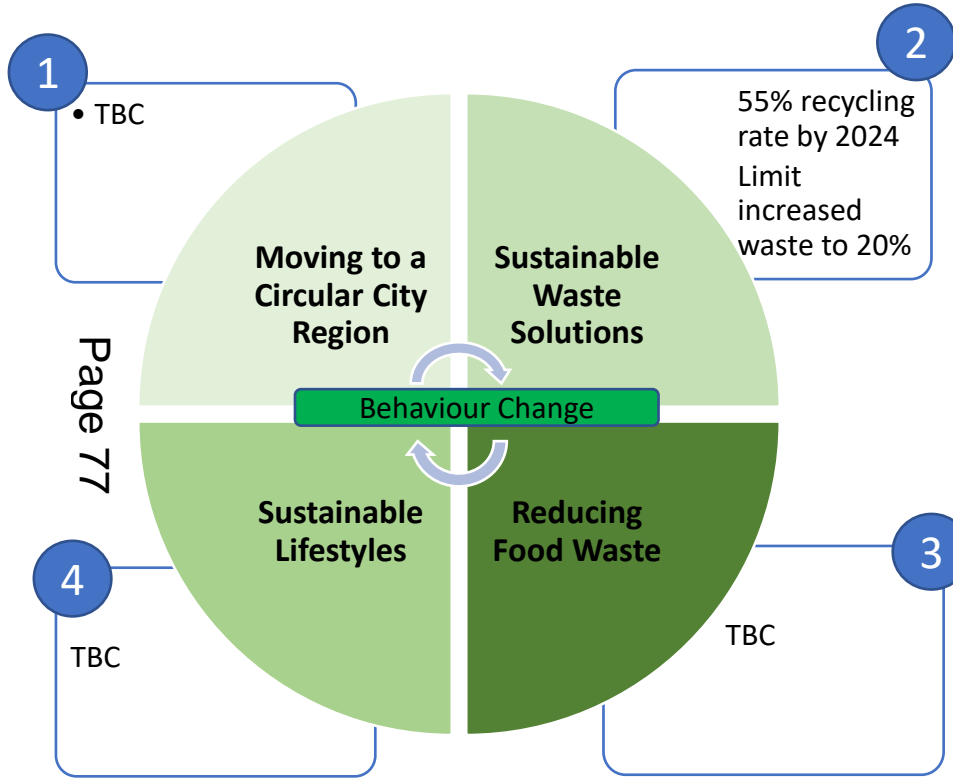 1
• TBC
2
55% recycling
rate by 2024
Limit
increased
waste to 20%
Moving to a
Circular City
Region
Sustainable
Waste
Solutions
Behaviour Change
Page 77
Sustainable
Lifestyles
Reducing
Food Waste
4
TBC
3
TBC